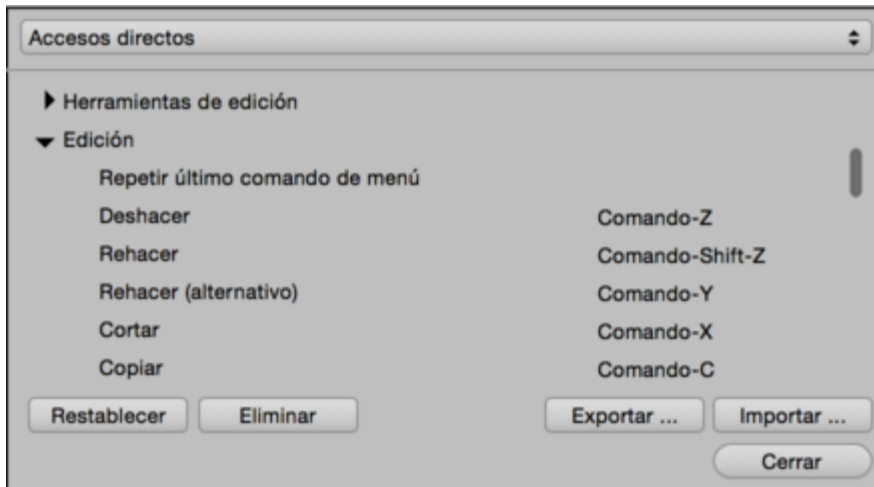 Accesos directos
Herramientas de edición
Edición
Repetir último comando de menú
Deshacer Comando-Z
Rehacer Comando-Shift-Z
Rehacer (alternativo) Comando-Y
Cortar Comando-X
Copiar Comando-C
Restablecer Eliminar Exportar ... Importar ...
Cerrar